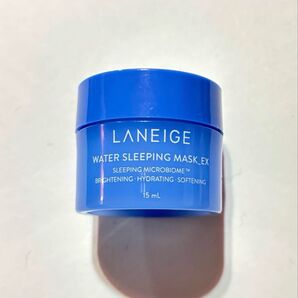 LANEIGE
WATER SLEEPING MASK_EX
SLEEPING MICROBIOME™
BRIGHTENING · HYDRATING · SOFTENING
15 mL